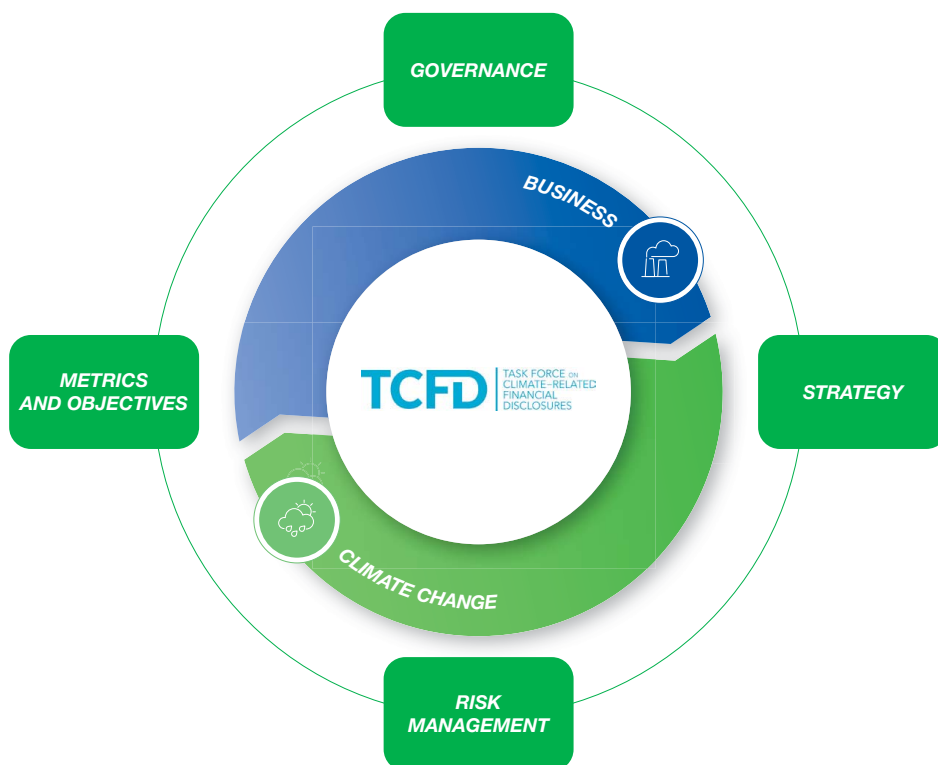 GOVERNANCE
BUSINESS
METRICS
AND OBJECTIVES
TCFD
TASK FORCE ON
CLIMATE-RELATED
FINANCIAL
DISCLOSURES
STRATEGY
CLIMATE CHANGE
RISK
MANAGEMENT